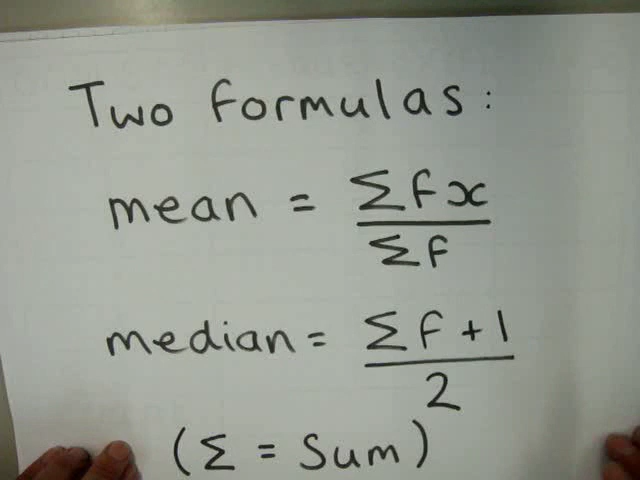 Two formulas:
mean = Σfx / Σf
median = Σf + 1 / 2
(Σ = Sum)